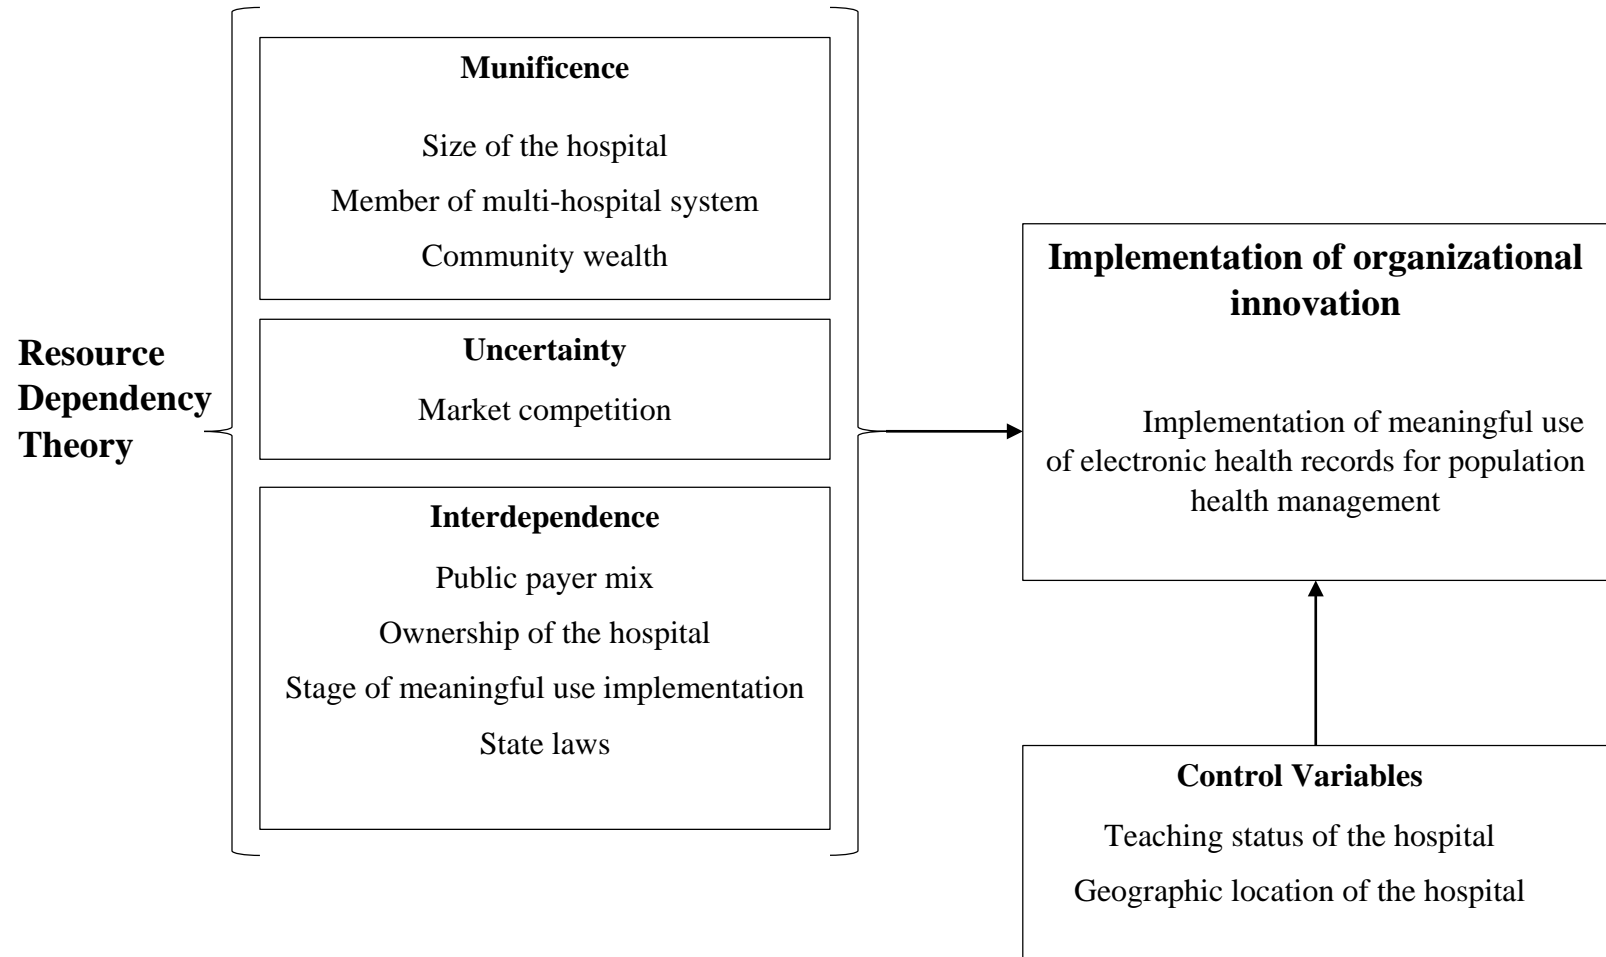 Resource
Dependency
Theory
Munificence
Size of the hospital
Member of multi-hospital system
Community wealth
Uncertainty
Market competition
Interdependence
Public payer mix
Ownership of the hospital
Stage of meaningful use implementation
State laws
Implementation of organizational
innovation
Implementation of meaningful use
of electronic health records for population
health management
Control Variables
Teaching status of the hospital
Geographic location of the hospital